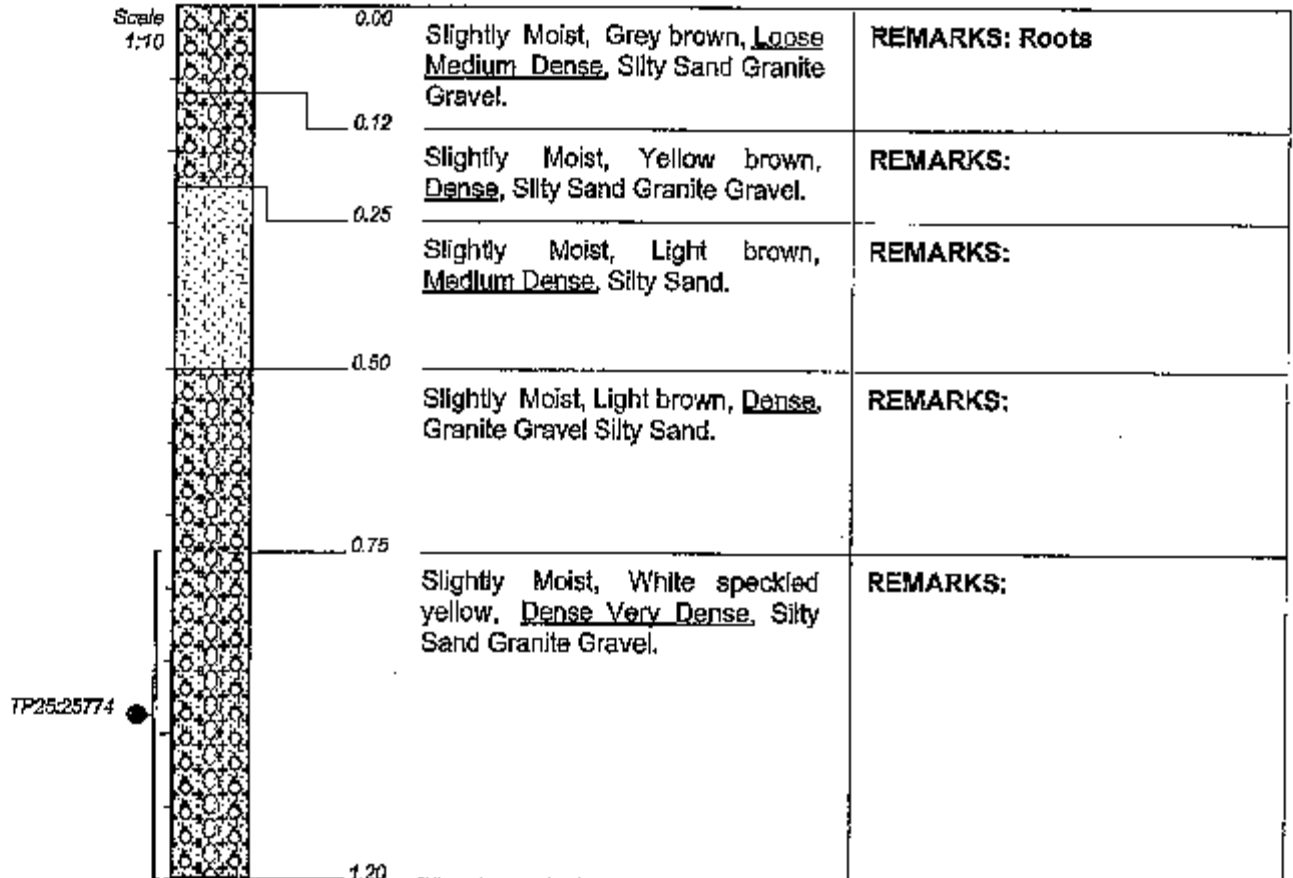 Scale
1:10
0.00
Slightly Moist, Grey brown, Loose
Medium Dense, Silty Sand Granite
Gravel.
REMARKS: Roots
0.12
Slightly Moist, Yellow brown,
Dense, Silty Sand Granite Gravel.
REMARKS:
0.25
Slightly Moist, Light brown,
Medium Dense, Silty Sand.
REMARKS:
0.50
Slightly Moist, Light brown, Dense,
Granite Gravel Silty Sand.
REMARKS:
0.75
Slightly Moist, White speckled
yellow, Dense Very Dense, Silty
Sand Granite Gravel.
REMARKS:
TP25:25774
1.20